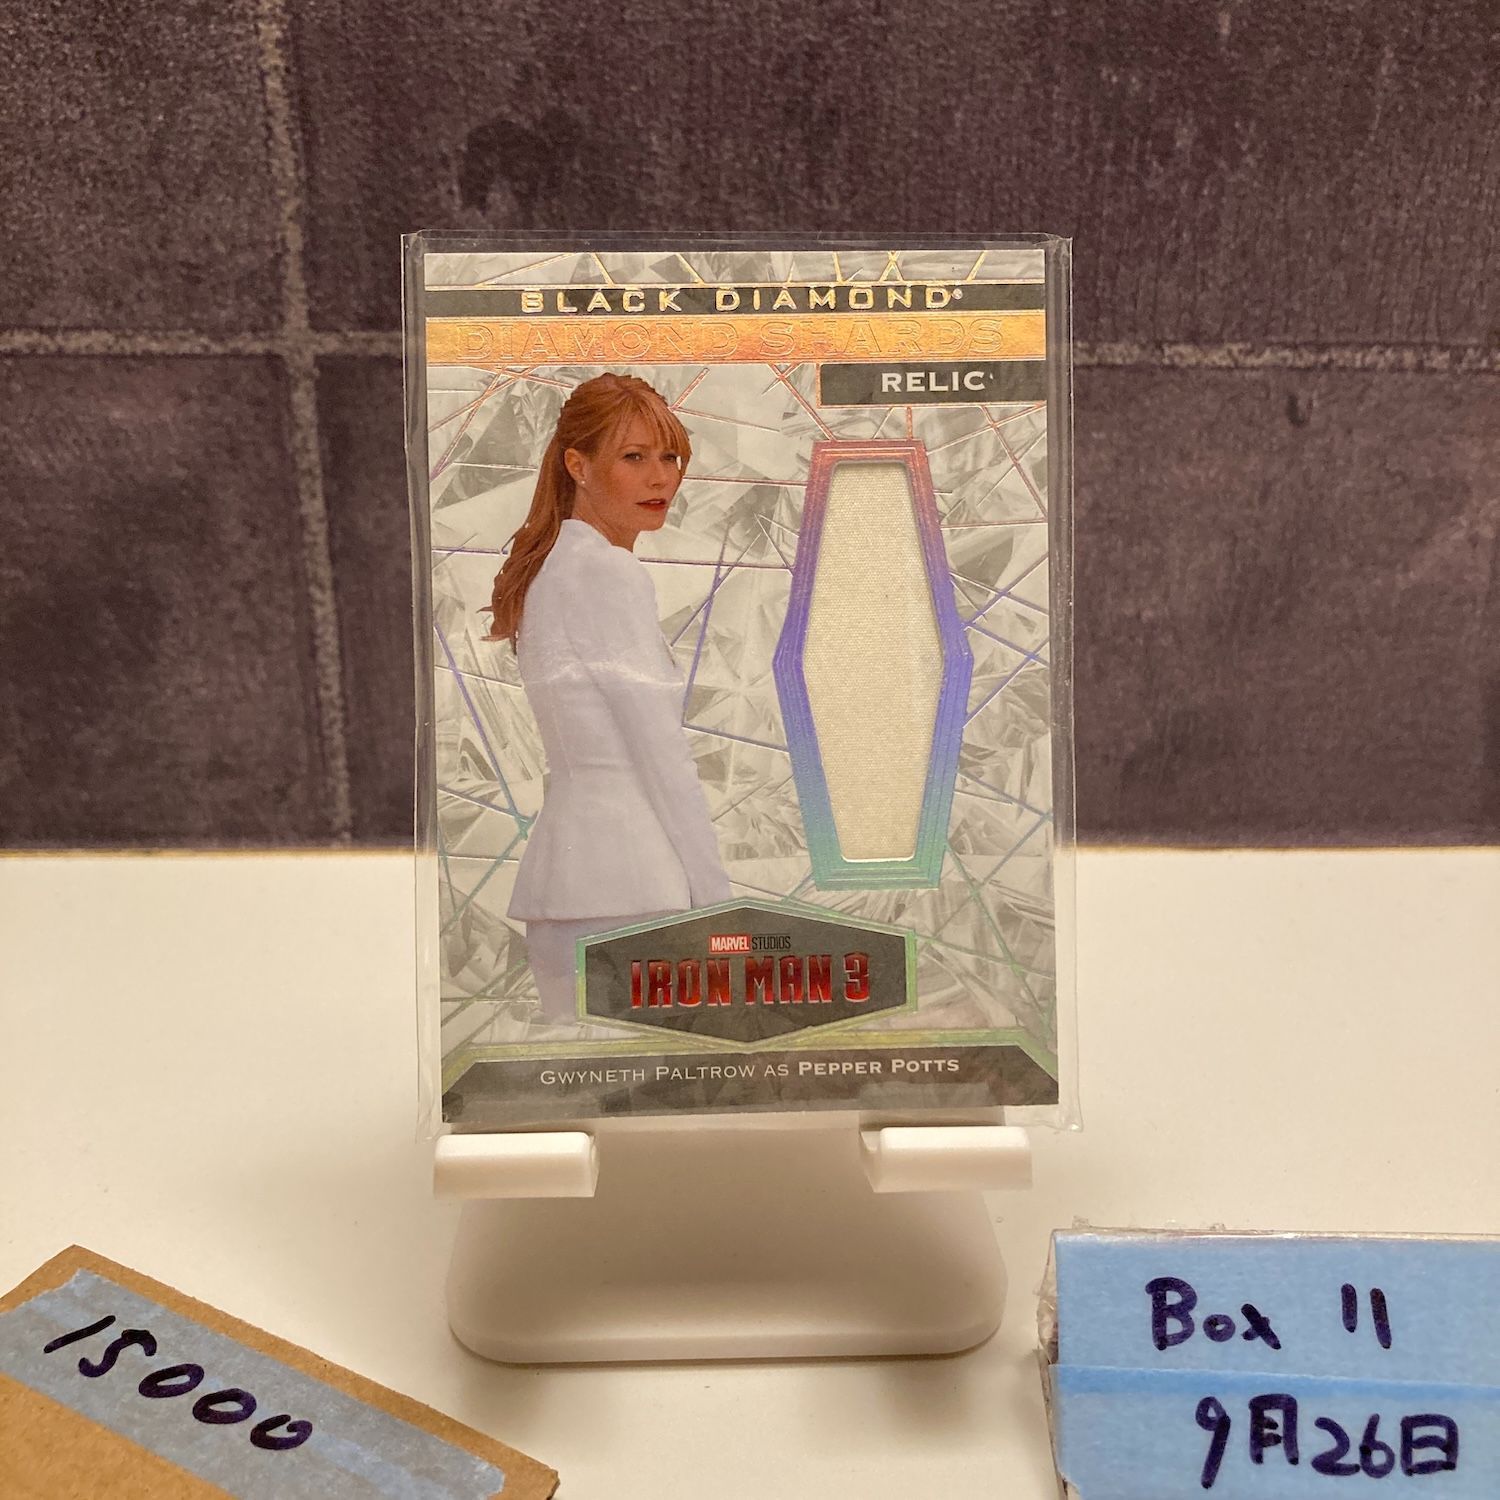 BLACK DIAMOND®
DIAMOND SHARDS
RELIC
MARVEL STUDIOS
IRON MAN 3
GWYNETH PALTROW AS PEPPER POTTS
15000
Box 11
9月26日